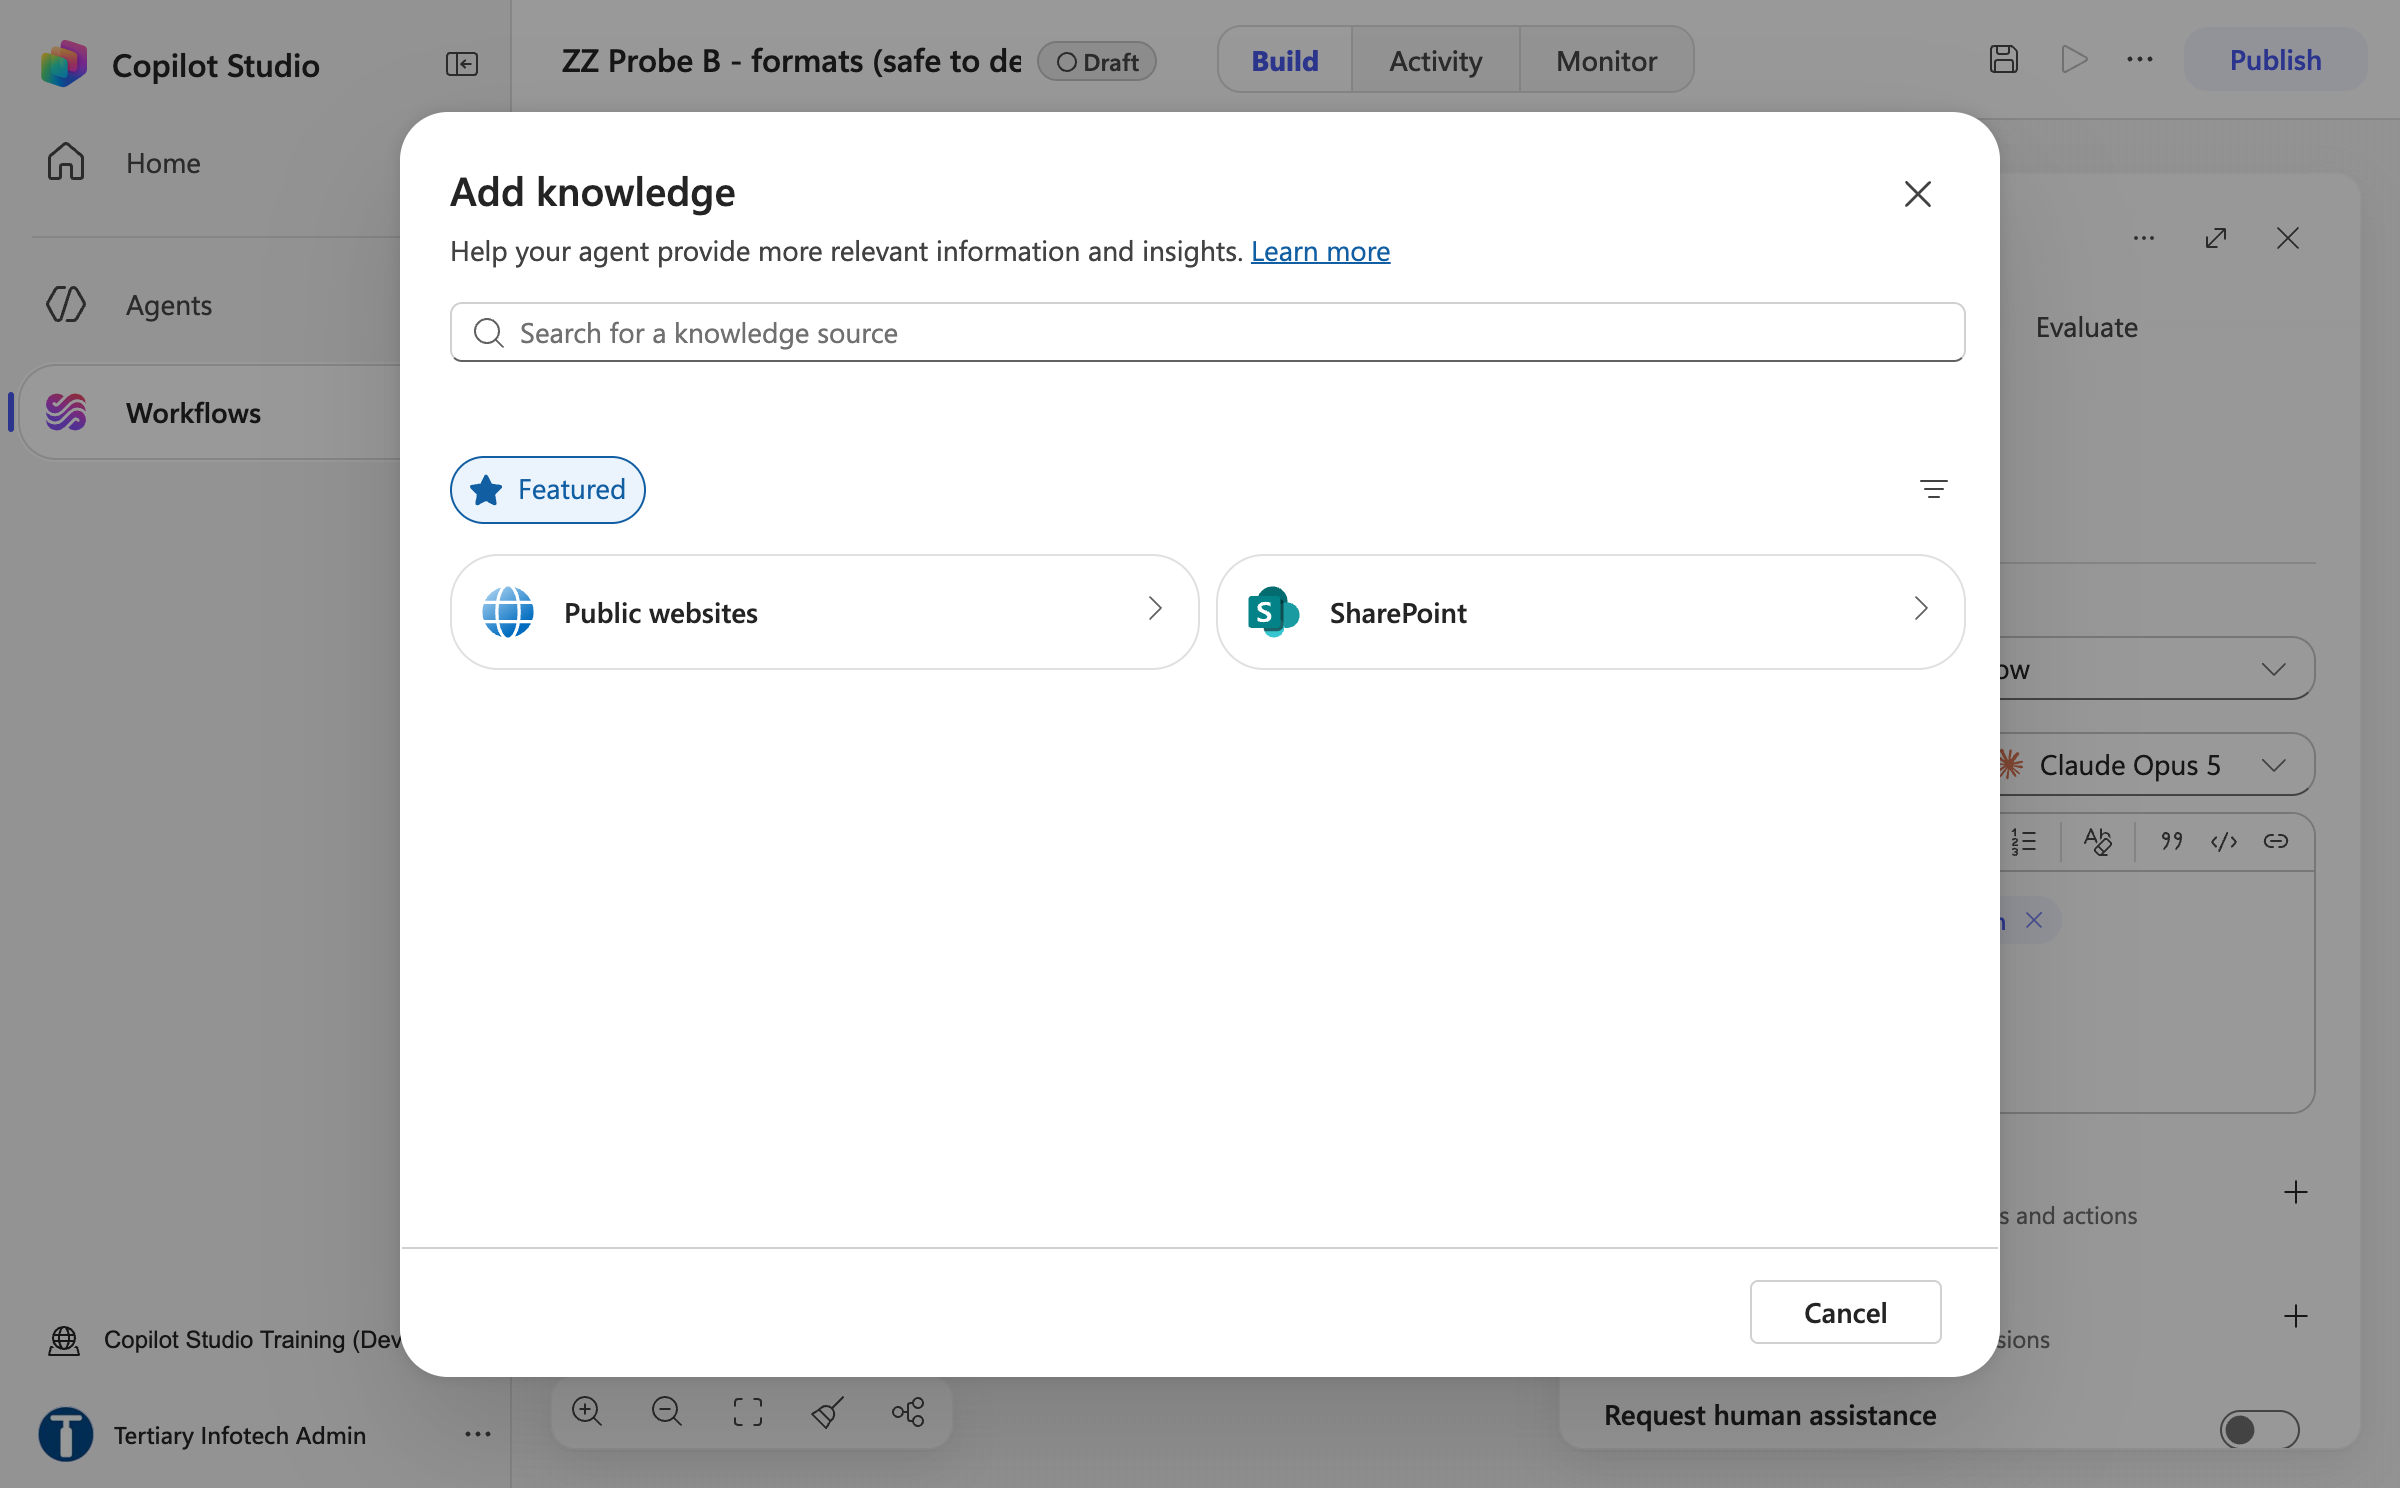 Copilot Studio
ZZ Probe B - formats (safe to de
Draft
Build
Activity
Monitor
Publish
Home
Agents
Workflows
Add knowledge
Help your agent provide more relevant information and insights. Learn more
Search for a knowledge source
Featured
Public websites
SharePoint
Cancel
Evaluate
ow
Claude Opus 5
s and actions
sions
Request human assistance
Copilot Studio Training (Dev
Tertiary Infotech Admin